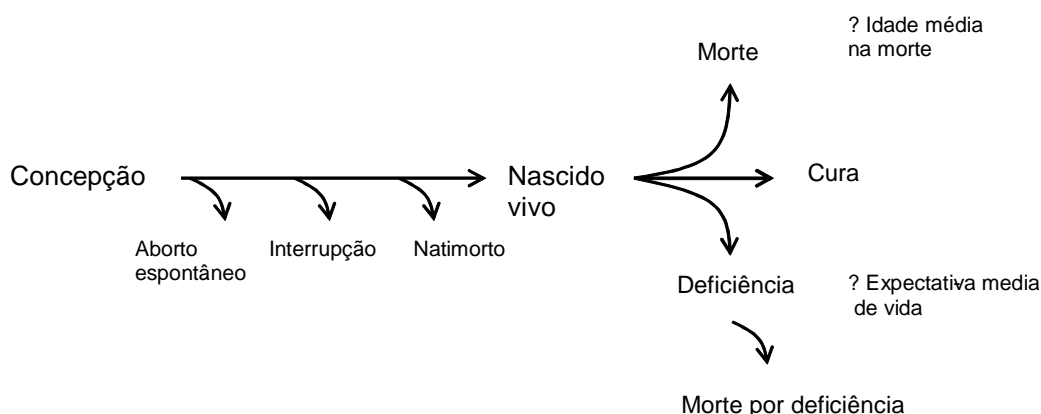 ? Idade média
na morte
Morte
Concepção
Nascido
vivo
Cura
Aborto
espontâneo
Interrupção
Natimorto
Deficiência
? Expectativa media
de vida
Morte por deficiência